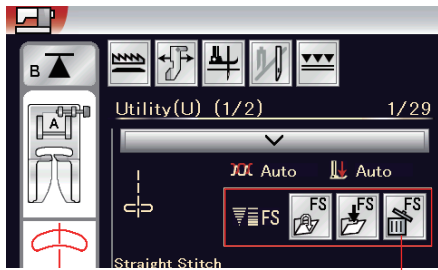 B
A
Utility(U) (1/2) 1/29
Auto Auto
FS FS FS FS
Straight Stitch